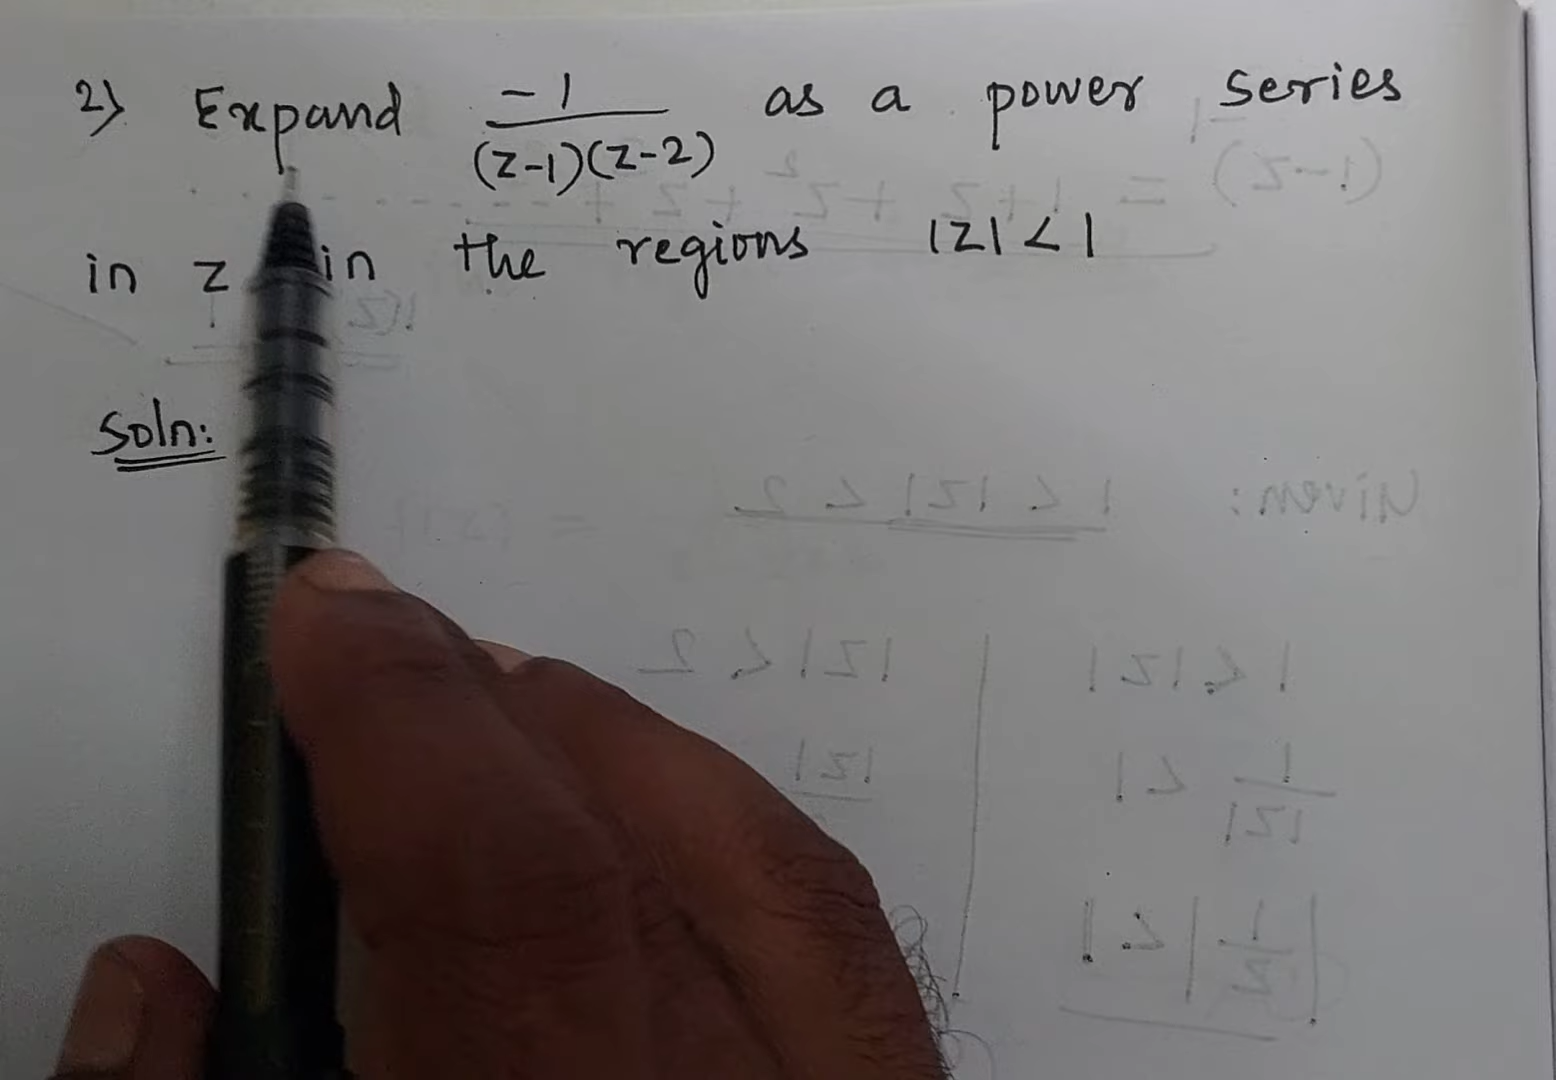 2) Expand -1/(z-1)(z-2) as a power series
in z in the regions |z| < 1
Soln: